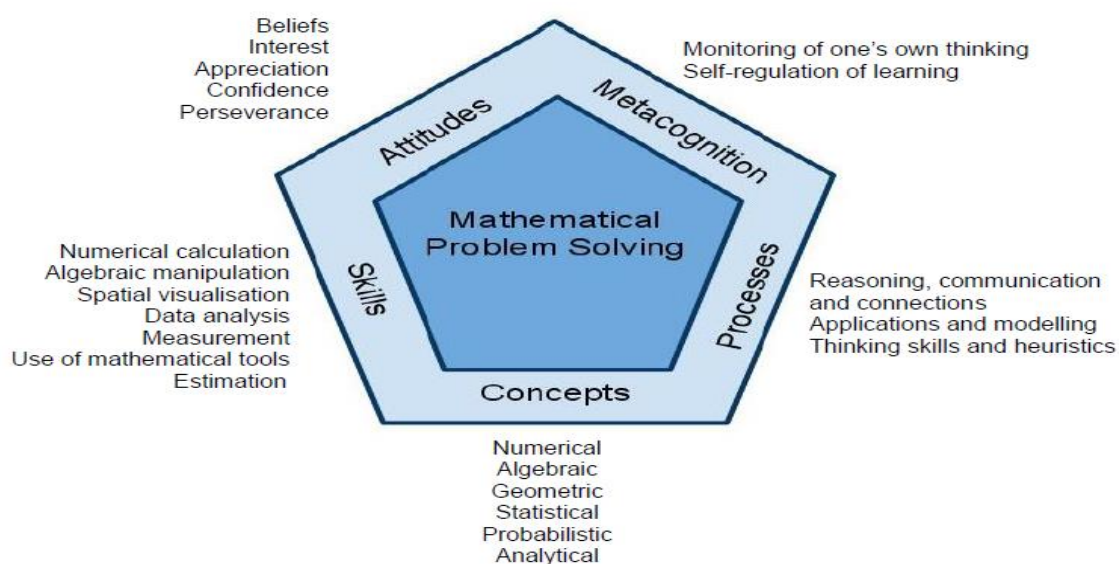 Beliefs
Interest
Appreciation
Confidence
Perseverance
Monitoring of one's own thinking
Self-regulation of learning
Attitudes
Metacognition
Mathematical
Problem Solving
Numerical calculation
Algebraic manipulation
Spatial visualisation
Data analysis
Measurement
Use of mathematical tools
Estimation
Skills
Processes
Reasoning, communication
and connections
Applications and modelling
Thinking skills and heuristics
Concepts
Numerical
Algebraic
Geometric
Statistical
Probabilistic
Analytical